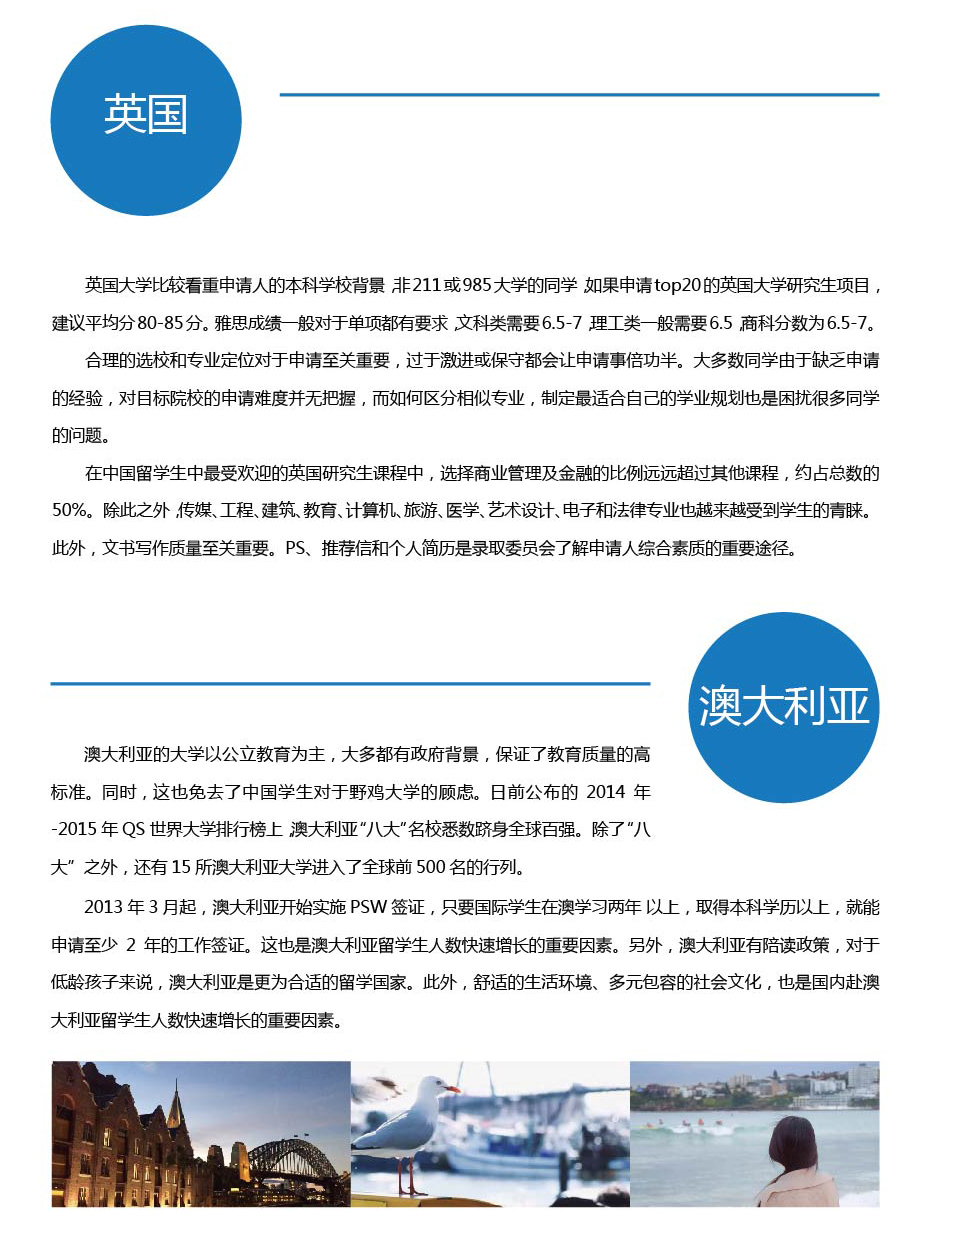 英国
英国大学比较看重申请人的本科学校背景,非211或985大学的同学,如果申请top20的英国大学研究生项目，
建议平均分80-85分。雅思成绩一般对于单项都有要求,文科类需要6.5-7,理工类一般需要6.5,商科分数为6.5-7。
合理的选校和专业定位对于申请至关重要，过于激进或保守都会让申请事倍功半。大多数同学由于缺乏申请
的经验，对目标院校的申请难度并无把握，而如何区分相似专业，制定最适合自己的学业规划也是困扰很多同学
的问题。
在中国留学生中最受欢迎的英国研究生课程中，选择商业管理及金融的比例远远超过其他课程，约占总数的
50%。除此之外,传媒、工程、建筑、教育、计算机、旅游、医学、艺术设计、电子和法律专业也越来越受到学生的青睐。
此外，文书写作质量至关重要。PS、推荐信和个人简历是录取委员会了解申请人综合素质的重要途径。
澳大利亚
澳大利亚的大学以公立教育为主，大多都有政府背景，保证了教育质量的高
标准。同时，这也免去了中国学生对于野鸡大学的顾虑。日前公布的 2014 年
-2015年QS世界大学排行榜上,澳大利亚“八大”名校悉数跻身全球百强。除了“八
大”之外，还有15所澳大利亚大学进入了全球前500名的行列。
2013年3月起，澳大利亚开始实施PSW签证，只要国际学生在澳学习两年 以上，取得本科学历以上，就能
申请至少 2 年的工作签证。这也是澳大利亚留学生人数快速增长的重要因素。另外，澳大利亚有陪读政策，对于
低龄孩子来说，澳大利亚是更为合适的留学国家。此外，舒适的生活环境、多元包容的社会文化，也是国内赴澳
大利亚留学生人数快速增长的重要因素。